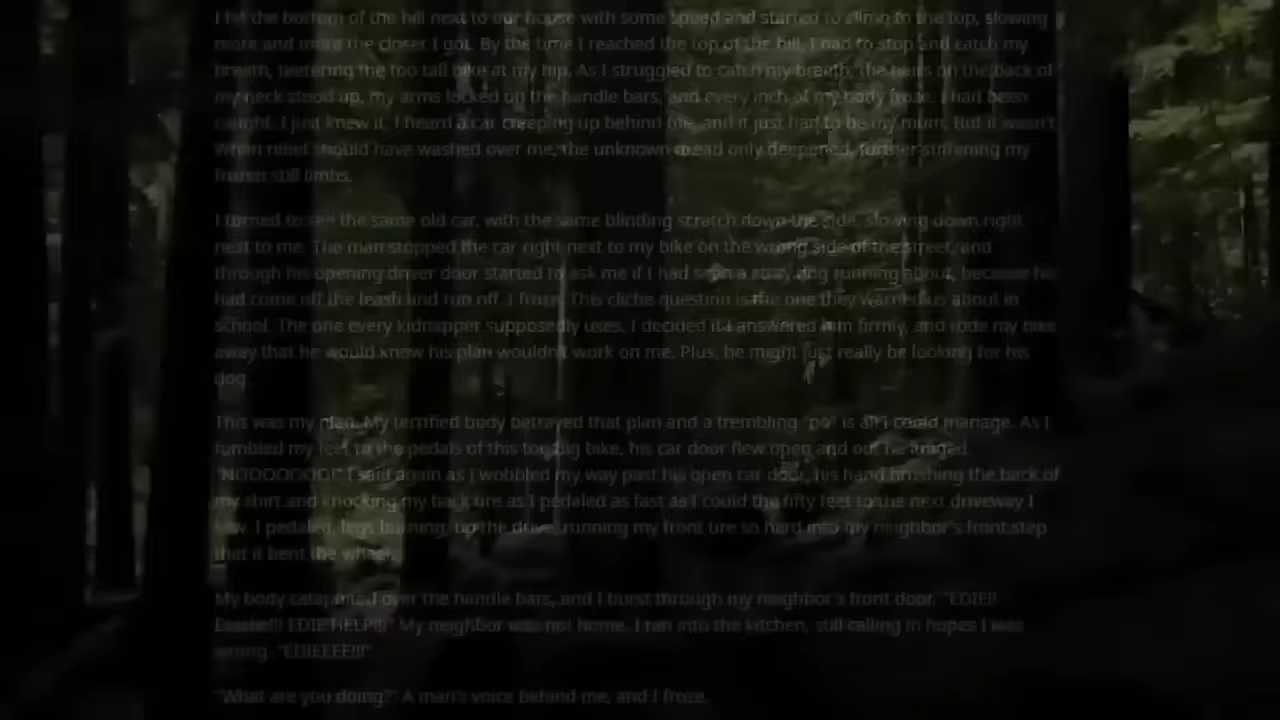 I hit the bottom of the hill next to our house with some speed and started to climb to the top, slowing
more and more the closer I got. By the time I reached the top of the hill, I had to stop and catch my
breath, teetering the too tall bike at my hip. As I struggled to catch my breath, the hairs on the back of
my neck stood up, my arms locked on the handle bars, and every inch of my body froze. I had been
caught. I just knew it. I heard a car creeping up behind me, and it just had to be my mum. But it wasn't.
When relief should have washed over me, the unknown dread only deepened, further stiffening my
frozen still limbs.
I turned to see the same old car, with the same blinding scratch down the side, slowing down right
next to me. The man stopped the car right next to my bike on the wrong side of the street, and
through his opening driver door started to ask me if I had seen a stray dog running about, because he
had come off the leash and run off. I froze. This cliche question is the one they warned us about in
school. The one every kidnapper supposedly uses. I decided if I answered him firmly, and rode my bike
away that he would know his plan wouldn't work on me. Plus, he might just really be looking for his
dog.
This was my plan. My terrified body betrayed that plan and a trembling "no" is all I could manage. As I
fumbled my feet to the pedals of this too big bike, his car door flew open and out he lunged.
"NOOOOOOO!" I said again as I wobbled my way past his open car door, his hand brushing the back of
my shirt and knocking my back tire as I pedaled as fast as I could the fifty feet to the next driveway I
saw. I pedaled, legs burning, up the drive, running my front tire so hard into my neighbor's front step
that it bent the wheel.
My body catapulted over the handle bars, and I burst through my neighbor's front door. "EDIE!!
EDIE HELP!!!" My neighbor was not home. I ran into the kitchen, still calling in hopes I was
wrong. "EDIEEEE!!!"
"What are you doing?" A man's voice behind me, and I froze.